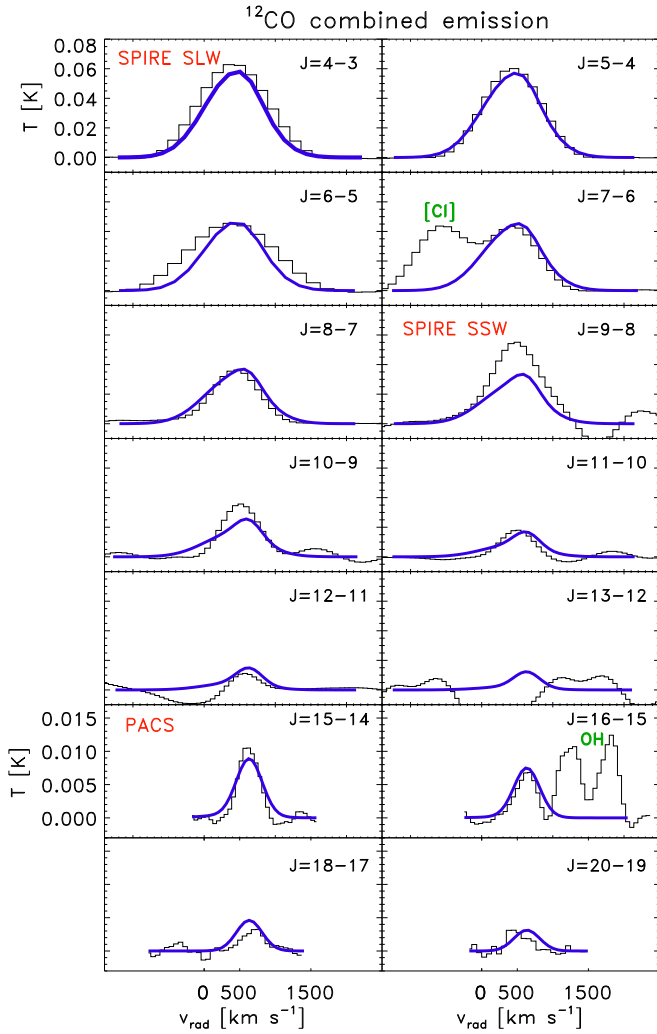 ¹²CO combined emission
SPIRE SLW
J=4−3
J=5−4
0.08
0.06
0.04
0.02
0.00
T [K]
J=6−5
[CI]
J=7−6
J=8−7
SPIRE SSW
J=9−8
J=10−9
J=11−10
J=12−11
J=13−12
PACS
J=15−14
J=16−15
OH
0.015
0.010
0.005
0.000
T [K]
J=18−17
J=20−19
0 500 1500
0 500 1500
v_rad [km s⁻¹]
v_rad [km s⁻¹]